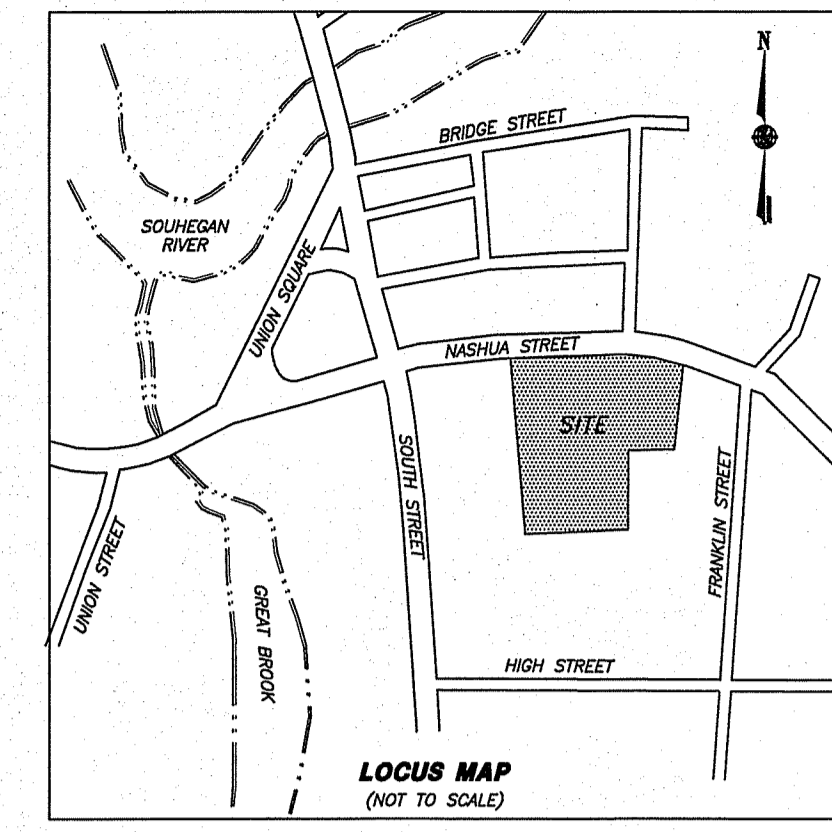 N
BRIDGE STREET
SOUHEGAN
RIVER
UNION SQUARE
NASHUA STREET
SITE
SOUTH STREET
FRANKLIN STREET
UNION STREET
GREAT BROOK
HIGH STREET
LOCUS MAP
(NOT TO SCALE)